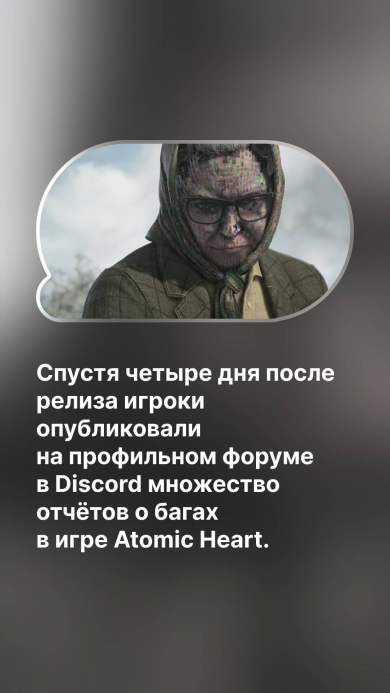 Спустя четыре дня после
релиза игроки
опубликовали
на профильном форуме
в Discord множество
отчётов о багах
в игре Atomic Heart.